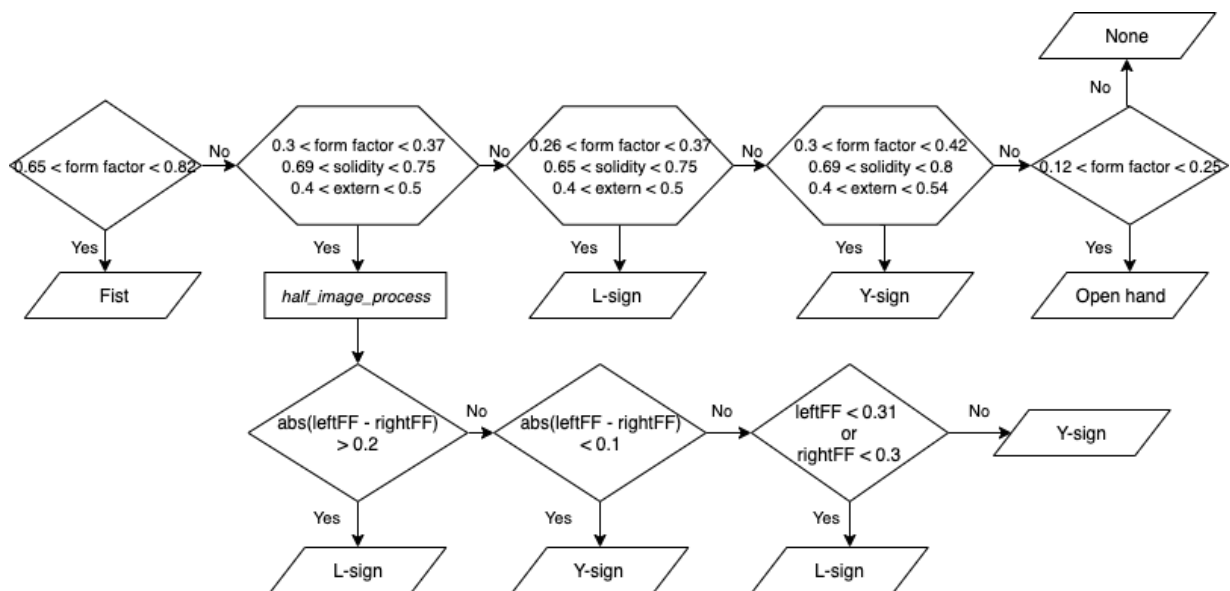 None
No
0.65 < form factor < 0.82
No
0.3 < form factor < 0.37
0.69 < solidity < 0.75
0.4 < extern < 0.5
No
0.26 < form factor < 0.37
0.65 < solidity < 0.75
0.4 < extern < 0.5
No
0.3 < form factor < 0.42
0.69 < solidity < 0.8
0.4 < extern < 0.54
No
0.12 < form factor < 0.25
Yes
Yes
Yes
Yes
Yes
Fist
half_image_process
L-sign
Y-sign
Open hand
abs(leftFF - rightFF)
> 0.2
No
abs(leftFF - rightFF)
< 0.1
No
leftFF < 0.31
or
rightFF < 0.3
No
Y-sign
Yes
Yes
Yes
L-sign
Y-sign
L-sign